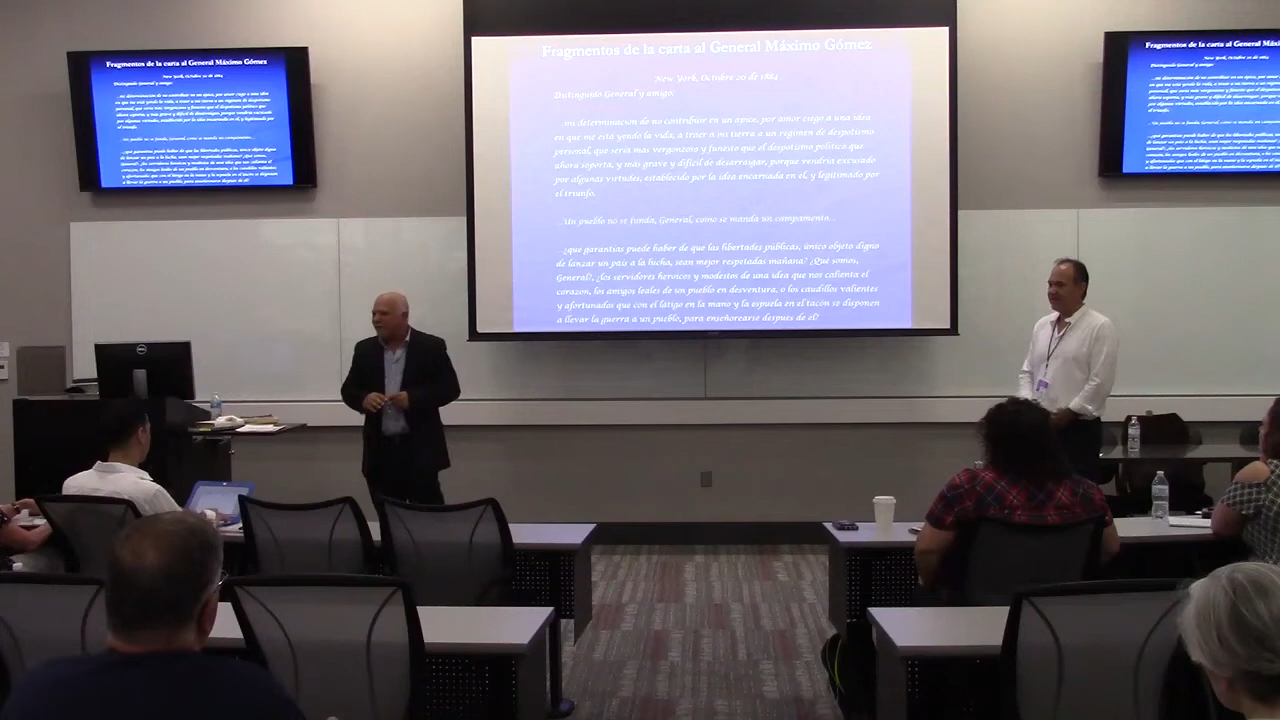 Fragmentos de la carta al General Máximo Gómez
New York, Octubre 20 de 1884
Distinguido General y amigo:
...mi determinación de no contribuir en un ápice, por amor ciego a una idea
en que me está yendo la vida, a traer a mi tierra a un régimen de despotismo
personal, que sería más vergonzoso y funesto que el despotismo político que
ahora soporta, y más grave y difícil de desarraigar, porque vendría excusado
por algunas virtudes, establecido por la idea encarnada en él, y legitimado por
el triunfo.
...Un pueblo no se funda, General, como se manda un campamento...
...¿qué garantías puede haber de que las libertades públicas, único objeto digno
de lanzar un país a la lucha, sean mejor respetadas mañana? ¿Qué somos,
General?, ¿los servidores heroicos y modestos de una idea que nos calienta el
corazón, los amigos leales de un pueblo en desventura, o los caudillos valientes
y afortunados que con el látigo en la mano y la espuela en el tacón se disponen
a llevar la guerra a un pueblo, para enseñorearse después de él?
DELL